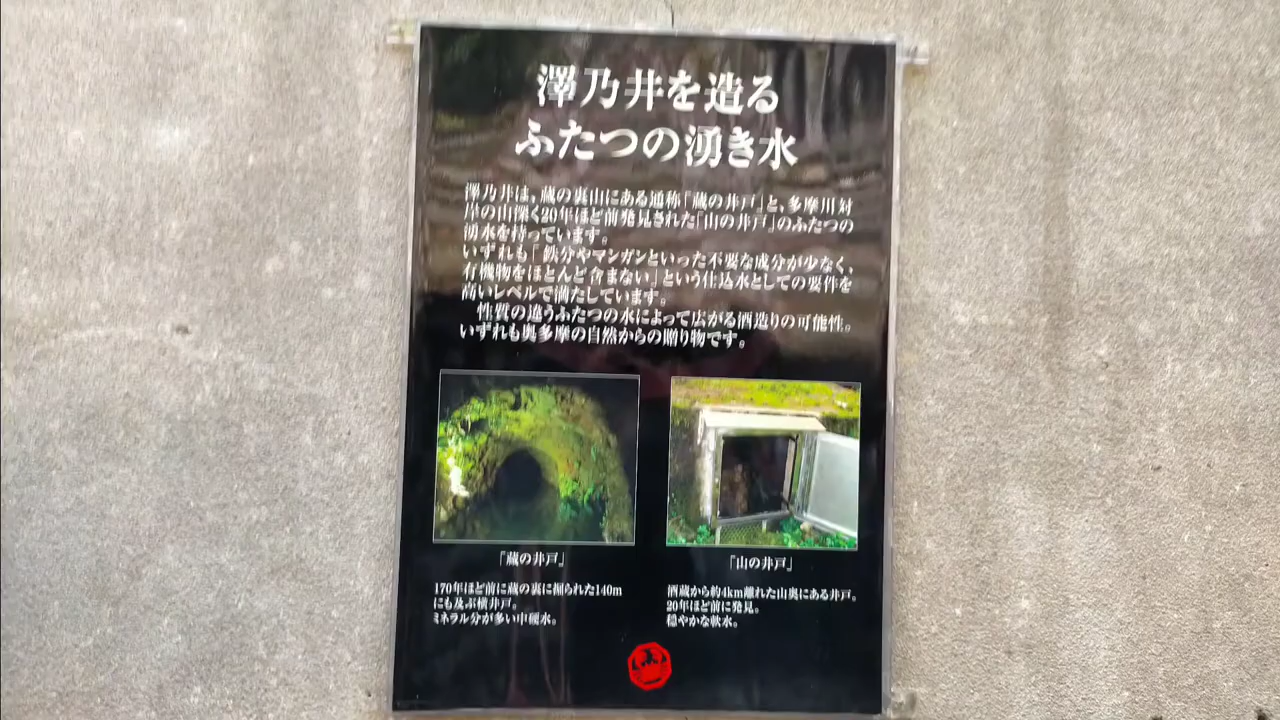 澤乃井を造る
ふたつの湧き水
澤乃井は、蔵の裏山にある通称「蔵の井戸」と、多摩川対
岸の山深く20年ほど前発見された「山の井戸」のふたつの
湧水を持っています。
いずれも「鉄分やマンガンといった不要な成分が少なく、
有機物をほとんど含まない」という仕込水としての要件を
高いレベルで満たしています。
性質の違うふたつの水によって広がる酒造りの可能性。
いずれも奥多摩の自然からの贈り物です。
「蔵の井戸」
170年ほど前に蔵の裏に掘られた140m
にも及ぶ横井戸。
ミネラル分が多い中硬水。
「山の井戸」
酒蔵から約4km離れた山奥にある井戸。
20年ほど前に発見。
穏やかな軟水。